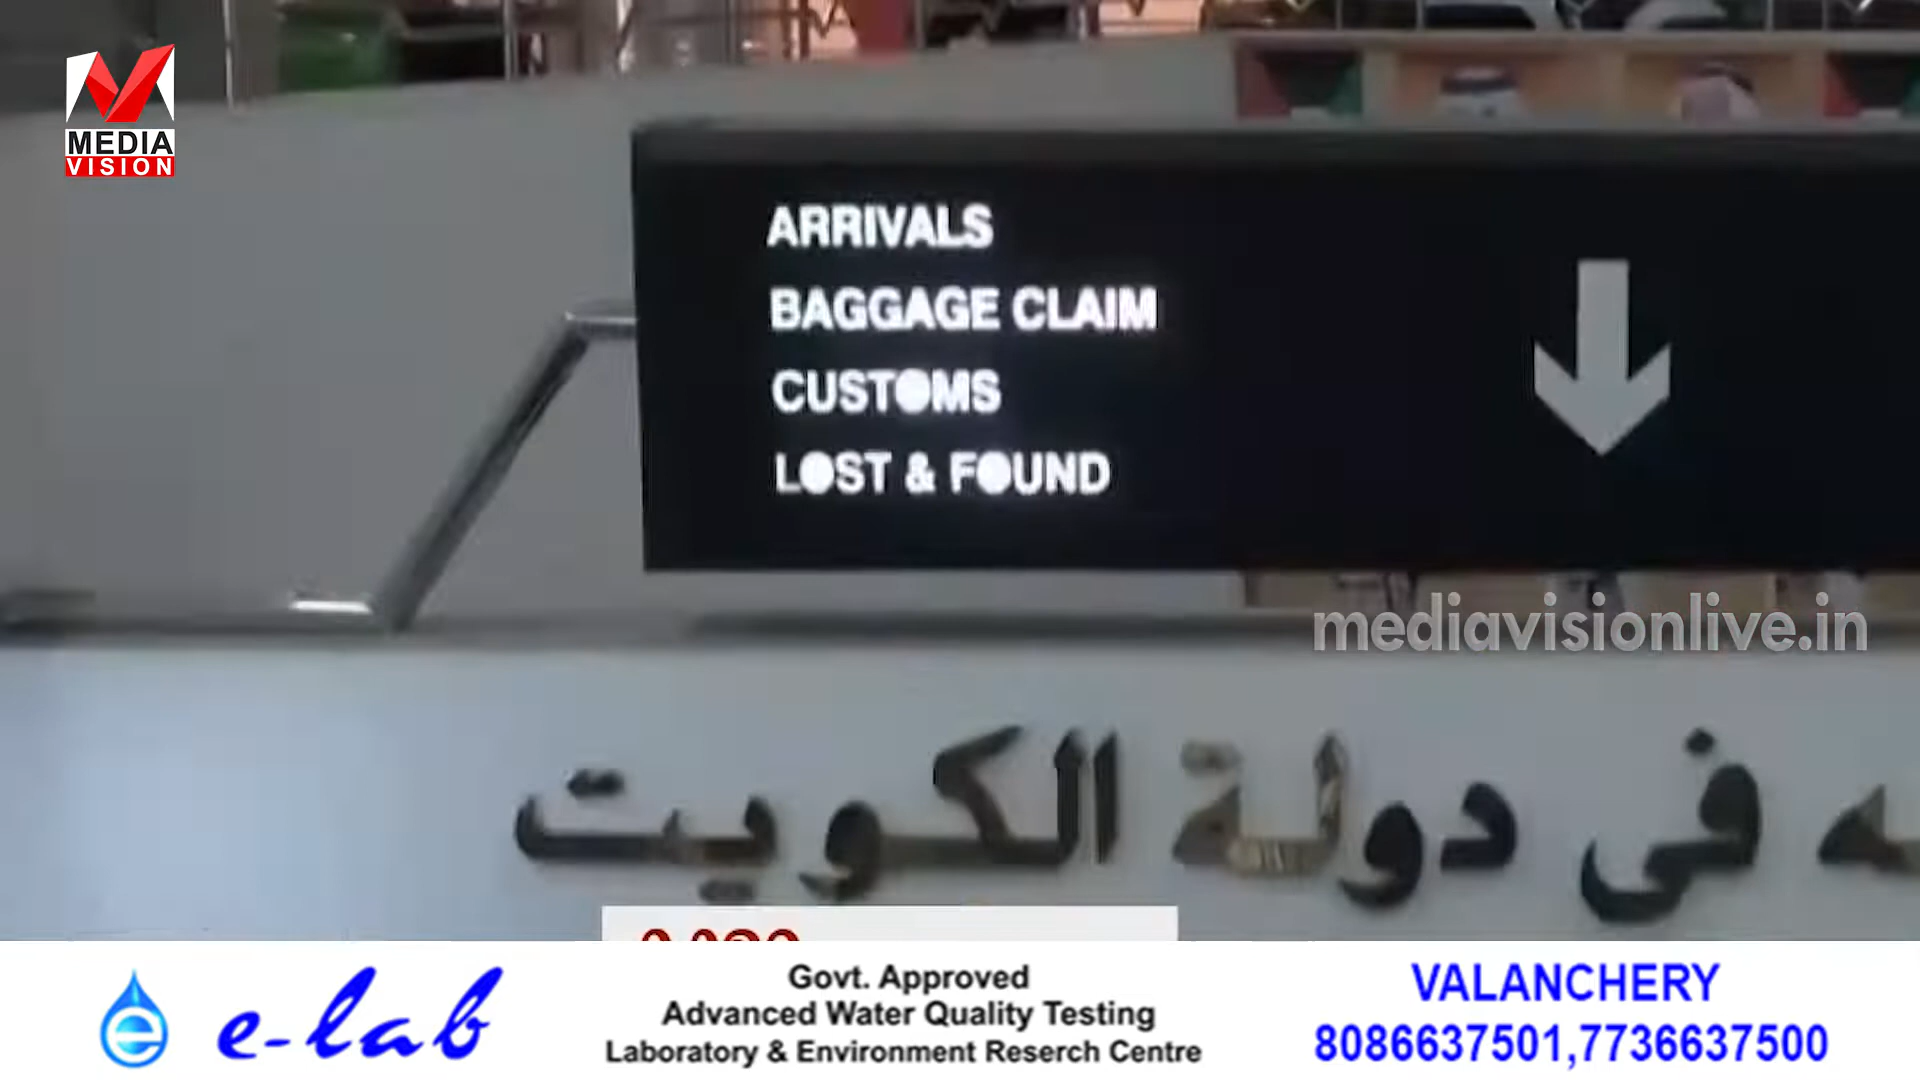 MEDIA
VISION
ARRIVALS
BAGGAGE CLAIM
CUSTOMS
LOST & FOUND
mediavisionlive.in
في دولة الكويت
e-lab
Govt. Approved
Advanced Water Quality Testing
Laboratory & Environment Reserch Centre
VALANCHERY
8086637501,7736637500